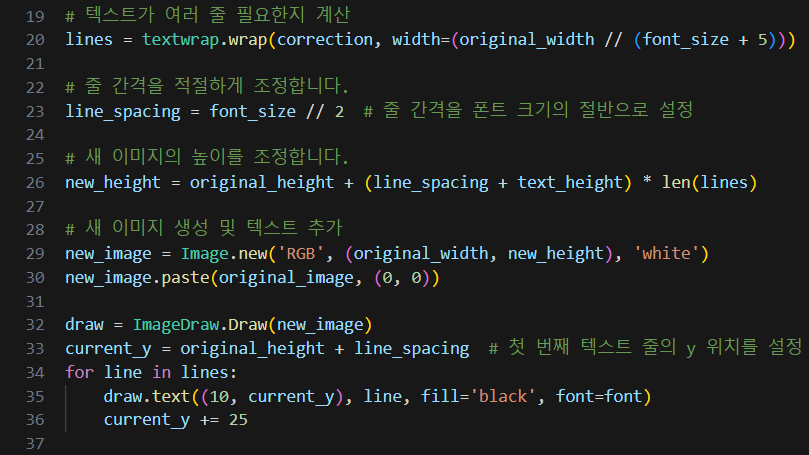 19 # 텍스트가 여러 줄 필요한지 계산
20 lines = textwrap.wrap(correction, width=(original_width // (font_size + 5)))
21
22 # 줄 간격을 적절하게 조정합니다.
23 line_spacing = font_size // 2  # 줄 간격을 폰트 크기의 절반으로 설정
24
25 # 새 이미지의 높이를 조정합니다.
26 new_height = original_height + (line_spacing + text_height) * len(lines)
27
28 # 새 이미지 생성 및 텍스트 추가
29 new_image = Image.new('RGB', (original_width, new_height), 'white')
30 new_image.paste(original_image, (0, 0))
31
32 draw = ImageDraw.Draw(new_image)
33 current_y = original_height + line_spacing  # 첫 번째 텍스트 줄의 y 위치를 설정
34 for line in lines:
35     draw.text((10, current_y), line, fill='black', font=font)
36     current_y += 25
37